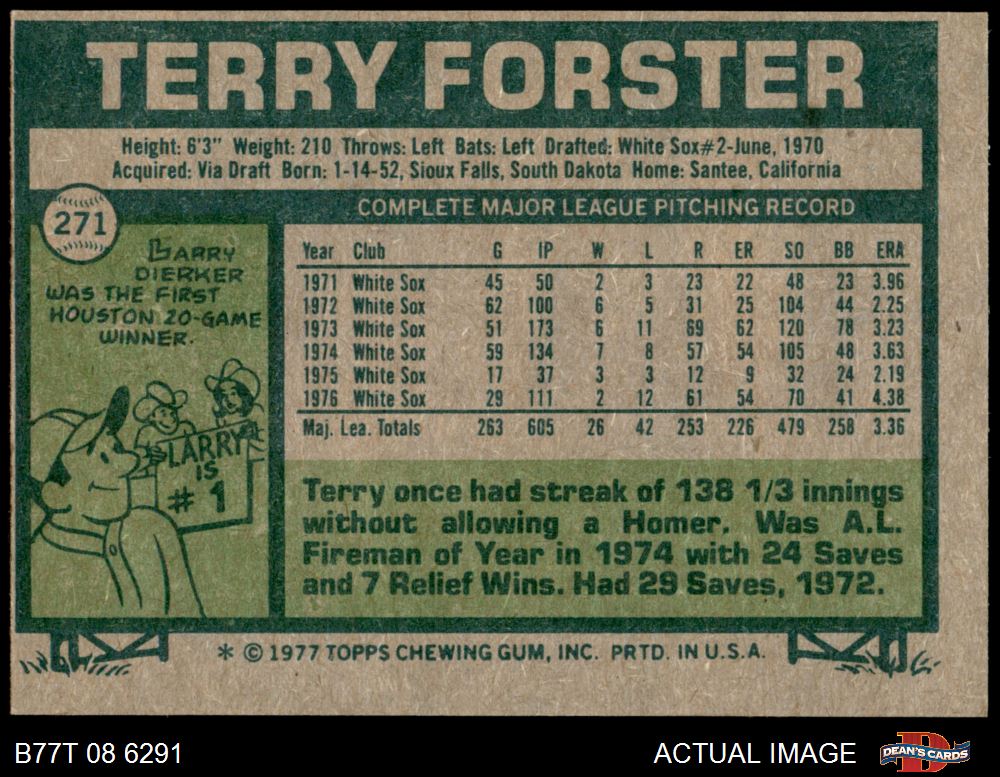 TERRY FORSTER
Height: 6'3" Weight: 210 Throws: Left Bats: Left Drafted: White Sox#2-June, 1970
Acquired: Via Draft Born: 1-14-52, Sioux Falls, South Dakota Home: Santee, California
271
LARRY
DIERKER
WAS THE FIRST
HOUSTON 20-GAME
WINNER.
LARRY
IS
# 1
COMPLETE MAJOR LEAGUE PITCHING RECORD
Year Club G IP W L R ER SO BB ERA
1971 White Sox 45 50 2 3 23 22 48 23 3.96
1972 White Sox 62 100 6 5 31 25 104 44 2.25
1973 White Sox 51 173 6 11 69 62 120 78 3.23
1974 White Sox 59 134 7 8 57 54 105 48 3.63
1975 White Sox 17 37 3 3 12 9 32 24 2.19
1976 White Sox 29 111 2 12 61 54 70 41 4.38
Maj. Lea. Totals 263 605 26 42 253 226 479 258 3.36
Terry once had streak of 138 1/3 innings
without allowing a Homer. Was A.L.
Fireman of Year in 1974 with 24 Saves
and 7 Relief Wins. Had 29 Saves, 1972.
* © 1977 TOPPS CHEWING GUM, INC. PRTD. IN U.S.A.
B77T 08 6291
ACTUAL IMAGE
DEAN'S CARDS